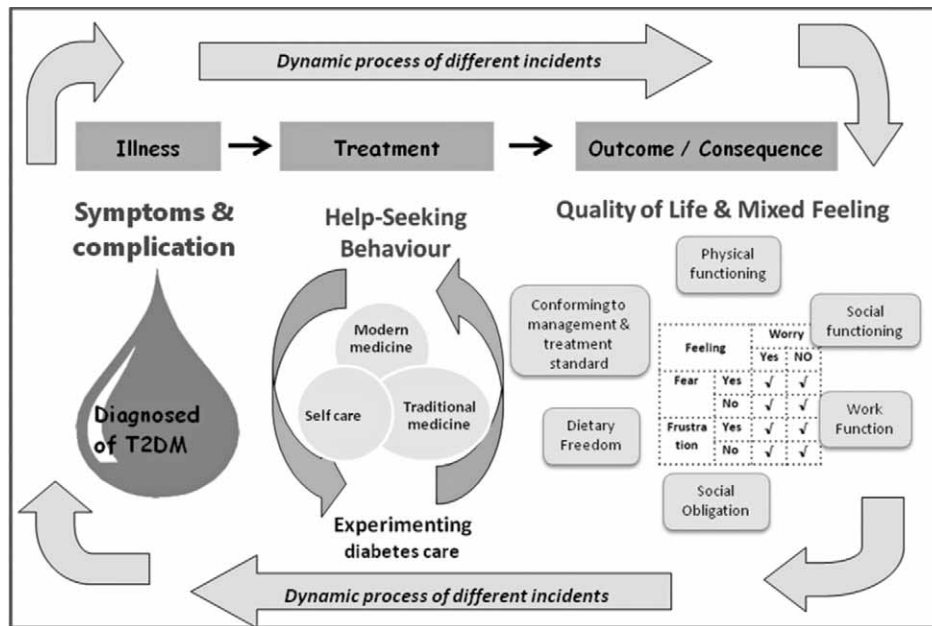 Dynamic process of different incidents
Illness
Treatment
Outcome / Consequence
Symptoms &
complication
Diagnosed
of T2DM
Help-Seeking
Behaviour
Modern
medicine
Self care
Traditional
medicine
Experimenting
diabetes care
Quality of Life & Mixed Feeling
Physical
functioning
Conforming to
management &
treatment
standard
Social
functioning
Dietary
Freedom
Work
Function
Social
Obligation
Feeling Worry
Yes NO
Fear Yes √ √
No √ √
Frustra
tion Yes √ √
No √ √
Dynamic process of different incidents